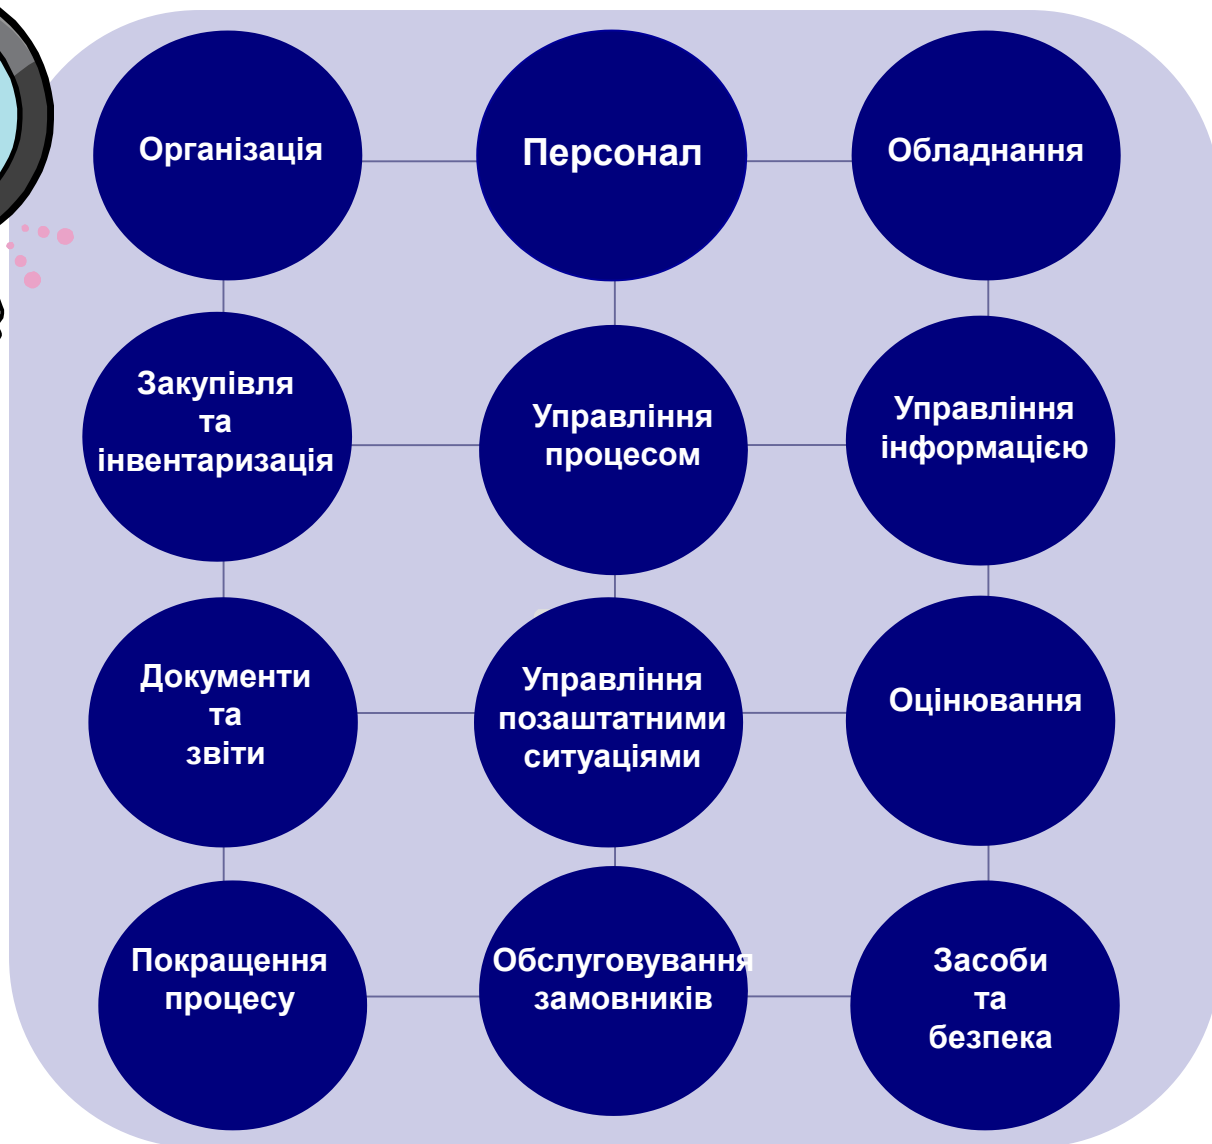 Організація
Персонал
Обладнання
Закупівля
та
інвентаризація
Управління
процесом
Управління
інформацією
Документи
та
звіти
Управління
позаштатними
ситуаціями
Оцінювання
Покращення
процесу
Обслуговування
замовників
Засоби
та
безпека